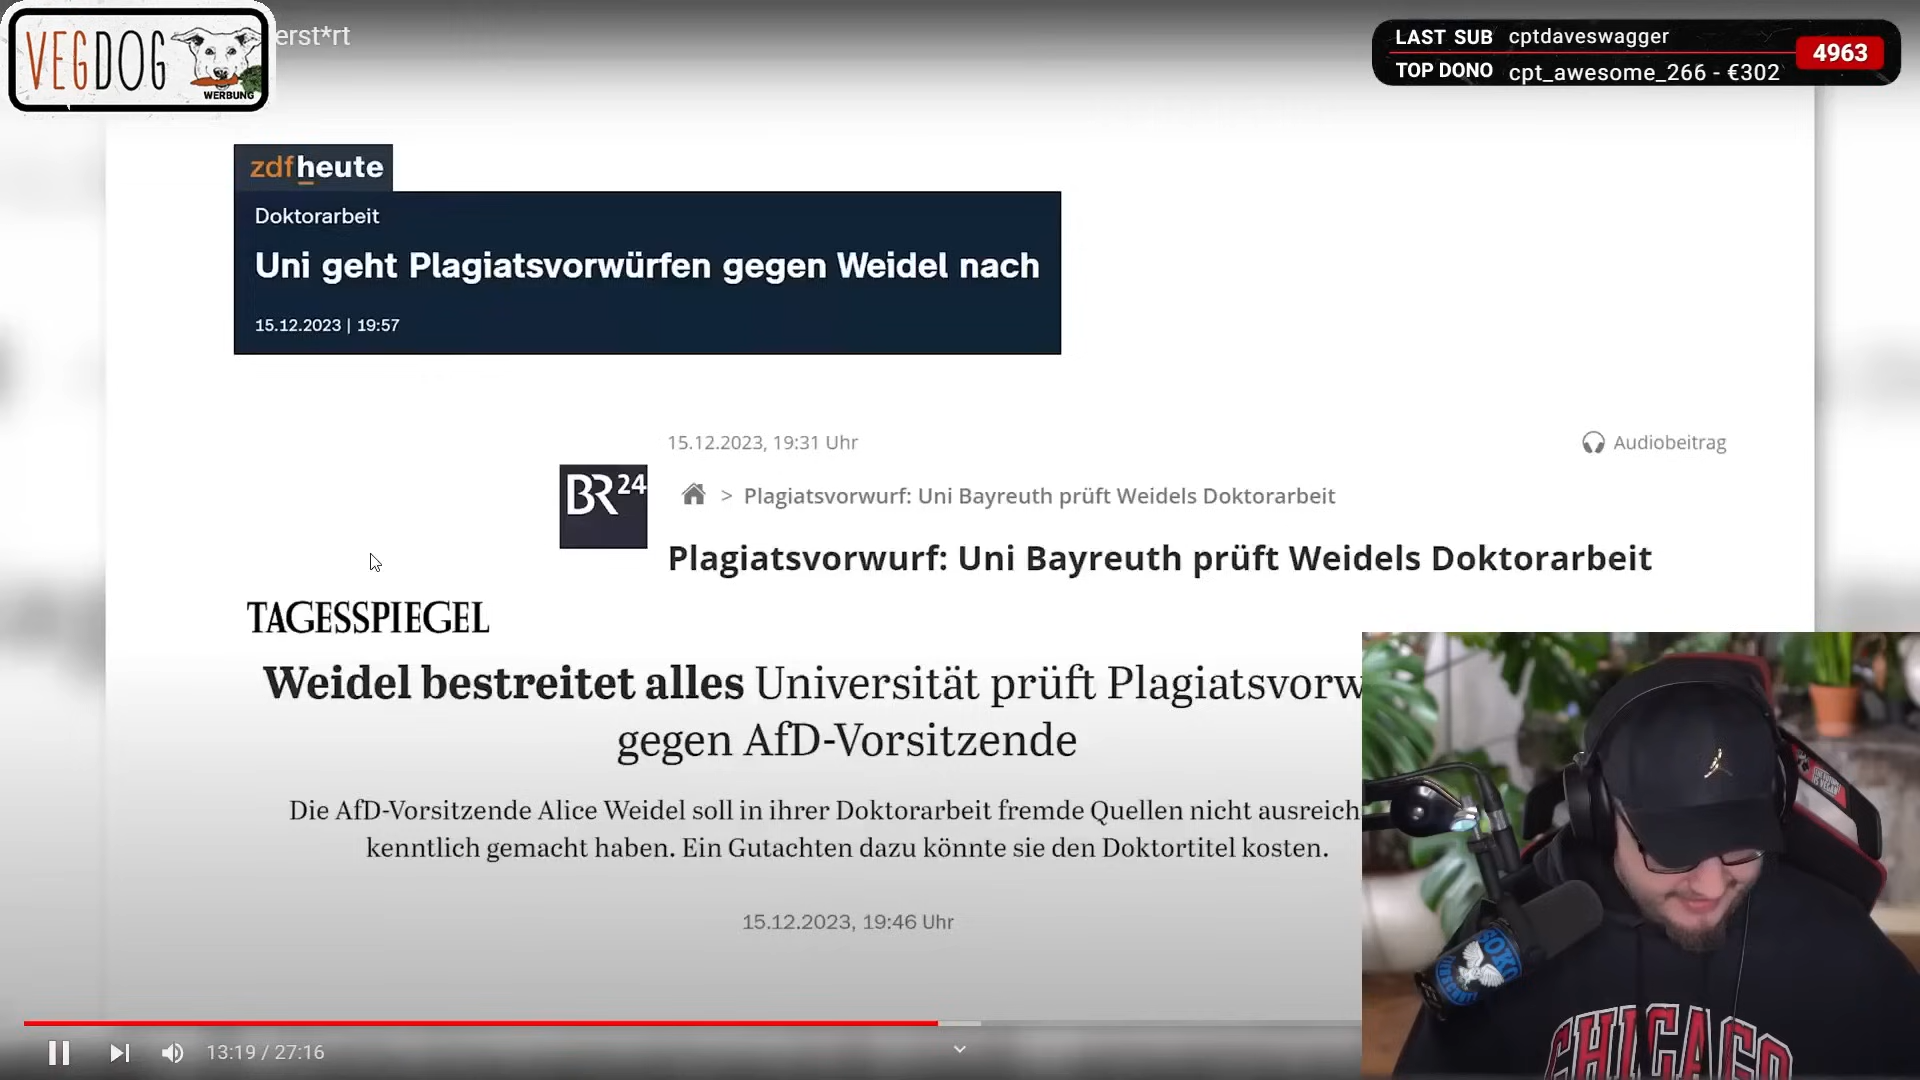 VEGDOG
WERBUNG
erst*rt
LAST SUB cptdaveswagger
TOP DONO cpt_awesome_266 - €302
4963
zdfheute
Doktorarbeit
Uni geht Plagiatsvorwürfen gegen Weidel nach
15.12.2023 | 19:57
15.12.2023, 19:31 Uhr
Audiobeitrag
BR24
> Plagiatsvorwurf: Uni Bayreuth prüft Weidels Doktorarbeit
Plagiatsvorwurf: Uni Bayreuth prüft Weidels Doktorarbeit
TAGESSPIEGEL
Weidel bestreitet alles Universität prüft Plagiatsvorw
gegen AfD-Vorsitzende
Die AfD-Vorsitzende Alice Weidel soll in ihrer Doktorarbeit fremde Quellen nicht ausreich
kenntlich gemacht haben. Ein Gutachten dazu könnte sie den Doktortitel kosten.
15.12.2023, 19:46 Uhr
SOKO
TIERSCHUTZ
CHICAGO
13:19 / 27:16